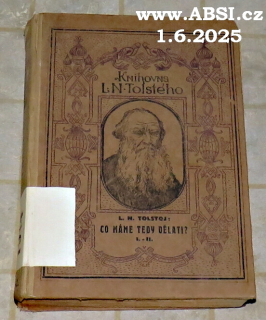 www.ABSI.cz
1.6.2025
Knihovna
L.N.Tolstého
L. N. TOLSTOJ:
CO MÁME TEDY DĚLATI?
I. - II.